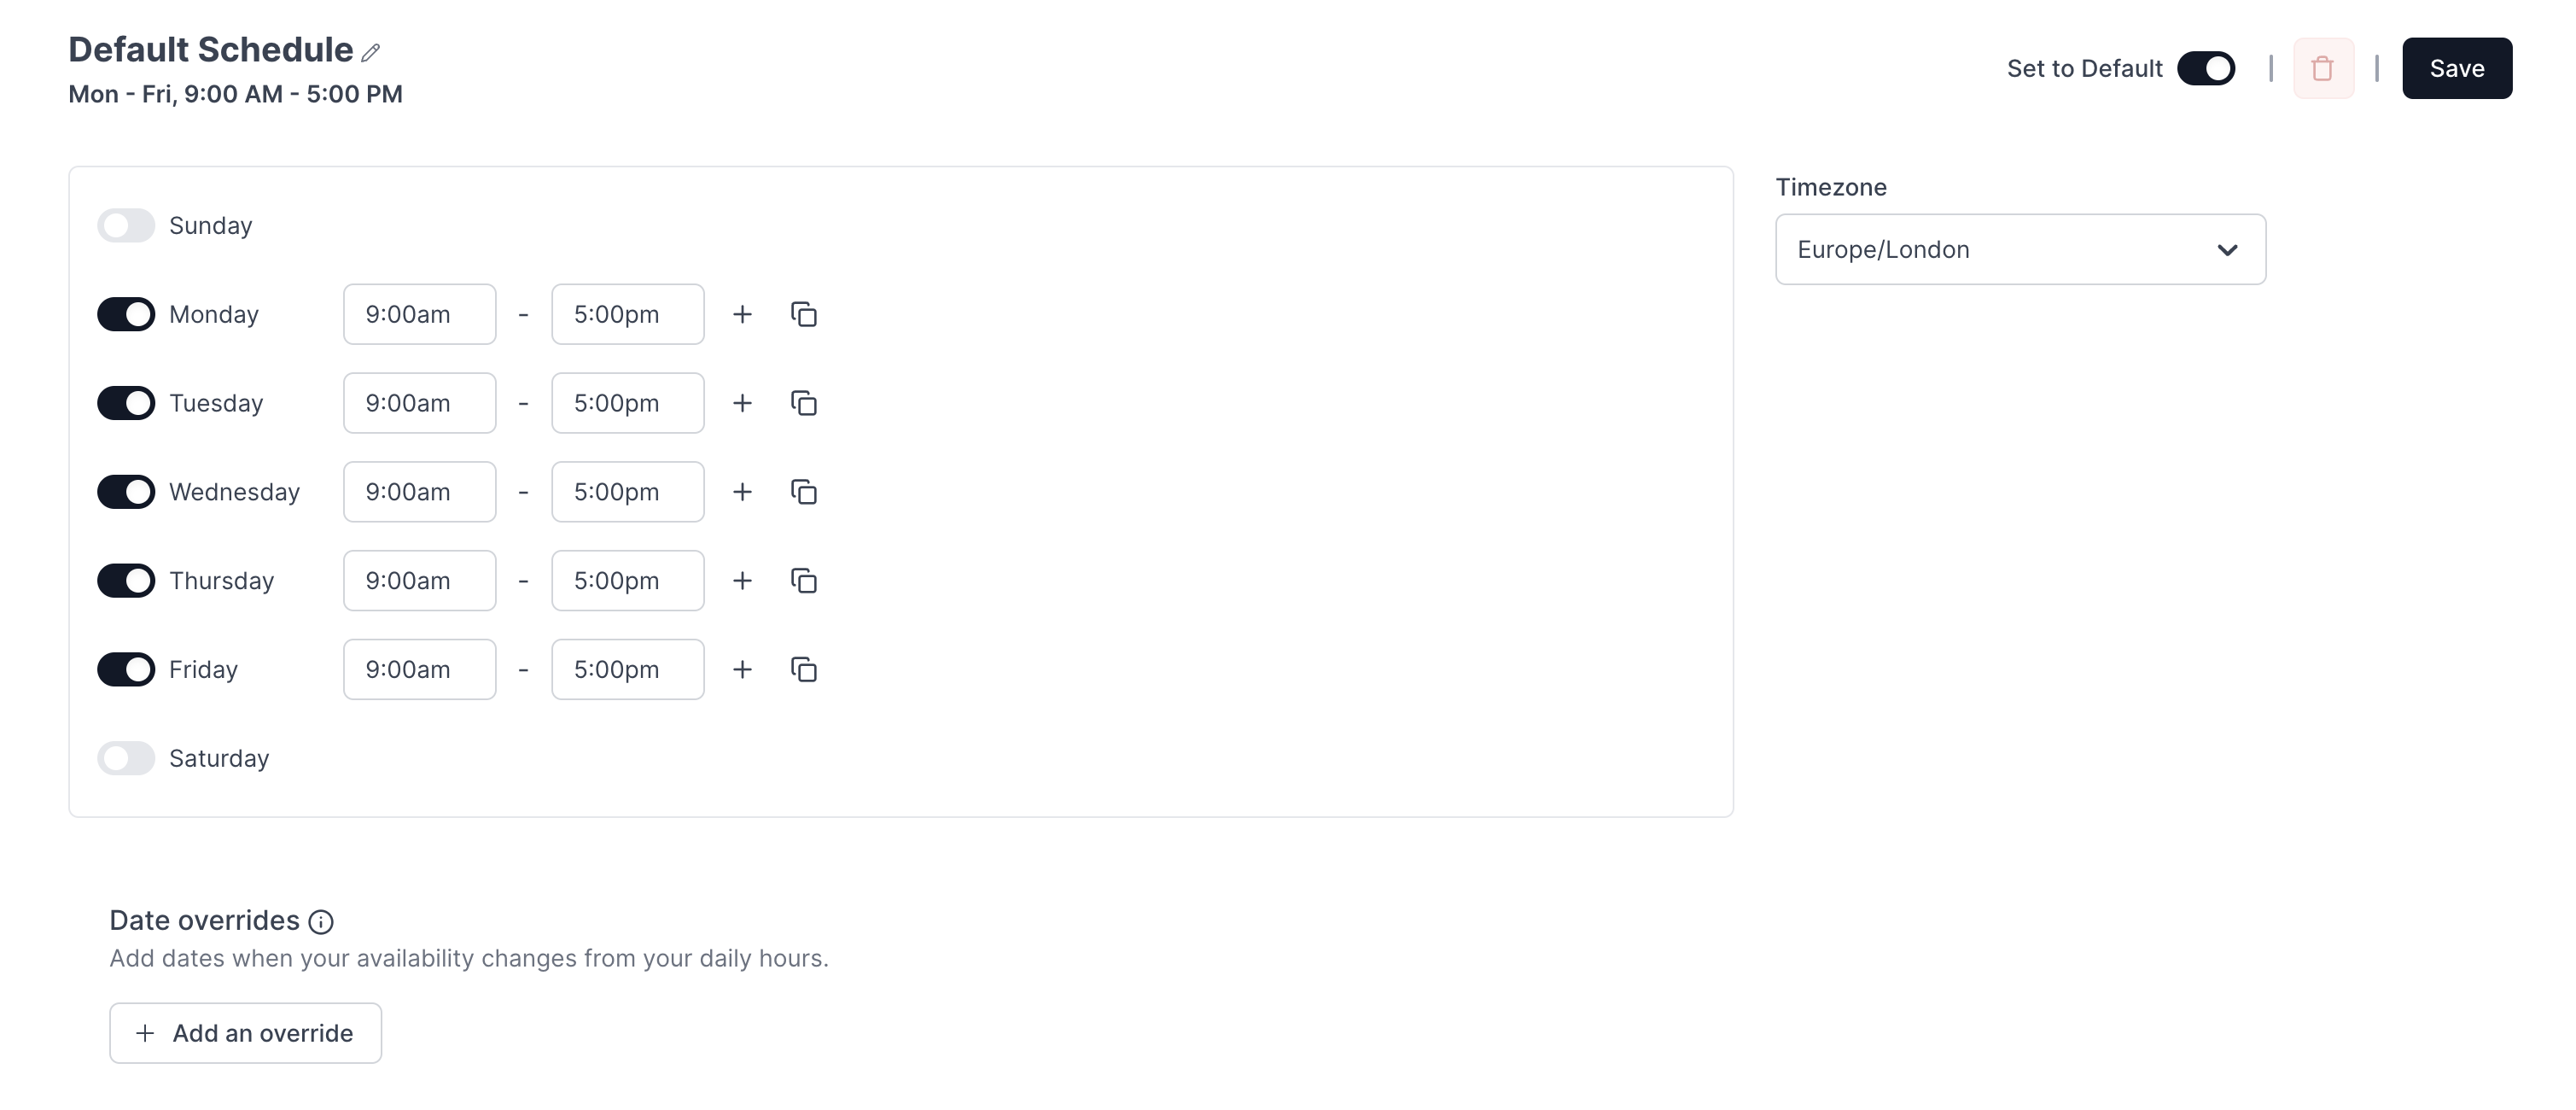 Default Schedule
Mon - Fri, 9:00 AM - 5:00 PM
Set to Default
Save
Sunday
Monday 9:00am - 5:00pm
Tuesday 9:00am - 5:00pm
Wednesday 9:00am - 5:00pm
Thursday 9:00am - 5:00pm
Friday 9:00am - 5:00pm
Saturday
Timezone
Europe/London
Date overrides
Add dates when your availability changes from your daily hours.
+ Add an override